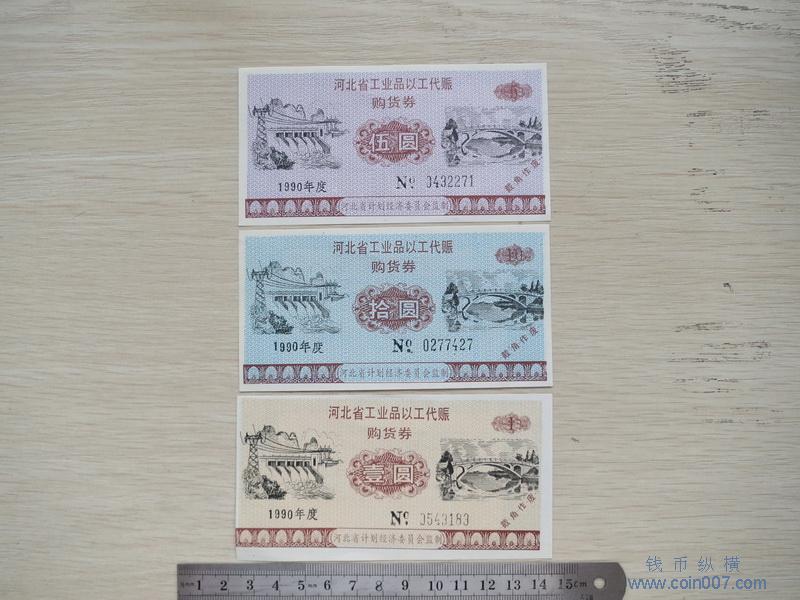 河北省工业品以工代赈
5
购货券
伍圆
1990年度
No 0432271
截角作废
河北省计划经济委员会监制
河北省工业品以工代赈
10
购货券
拾圆
1990年度
No 0277427
截角作废
河北省计划经济委员会监制
河北省工业品以工代赈
1
购货券
壹圆
1990年度
No 0543183
截角作废
河北省计划经济委员会监制
1 2 3 4 5 6 7 8 9 10 11 12 13 14 15cm
钱币纵横
www.coin007.com